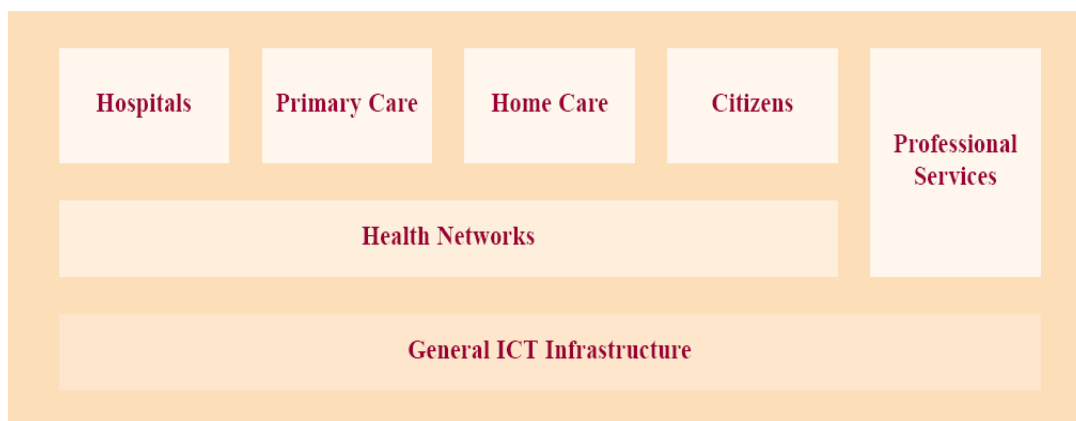 Hospitals
Primary Care
Home Care
Citizens
Professional
Services
Health Networks
General ICT Infrastructure